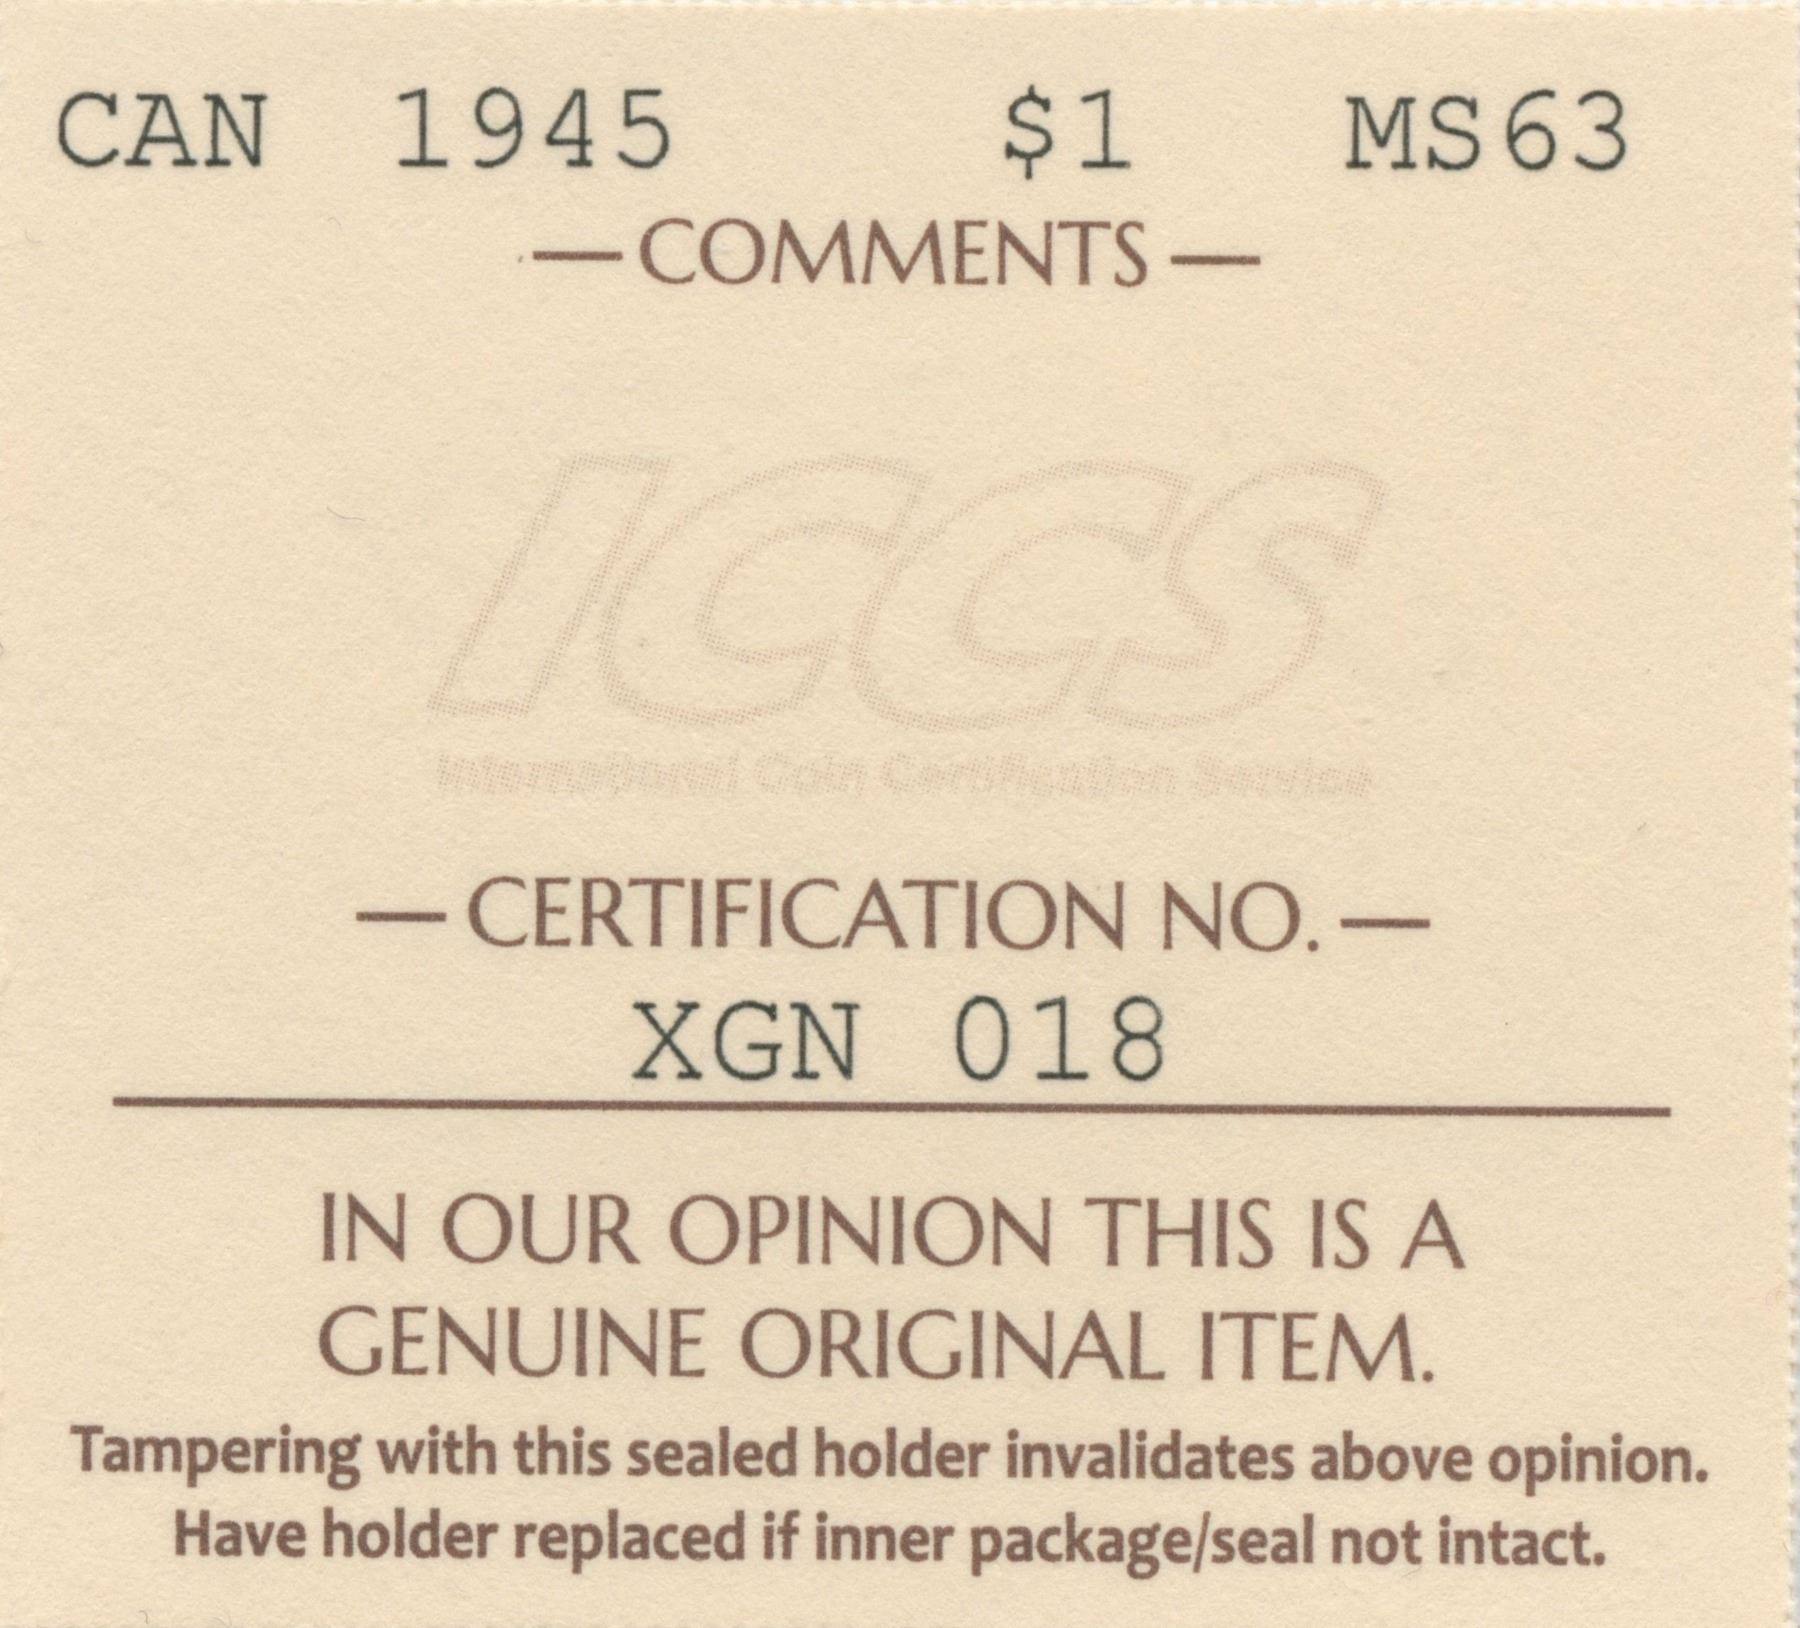 CAN 1945 $1 MS63
— COMMENTS —
ICCS
International Coin Certification Service
— CERTIFICATION NO. —
XGN 018
IN OUR OPINION THIS IS A
GENUINE ORIGINAL ITEM.
Tampering with this sealed holder invalidates above opinion.
Have holder replaced if inner package/seal not intact.